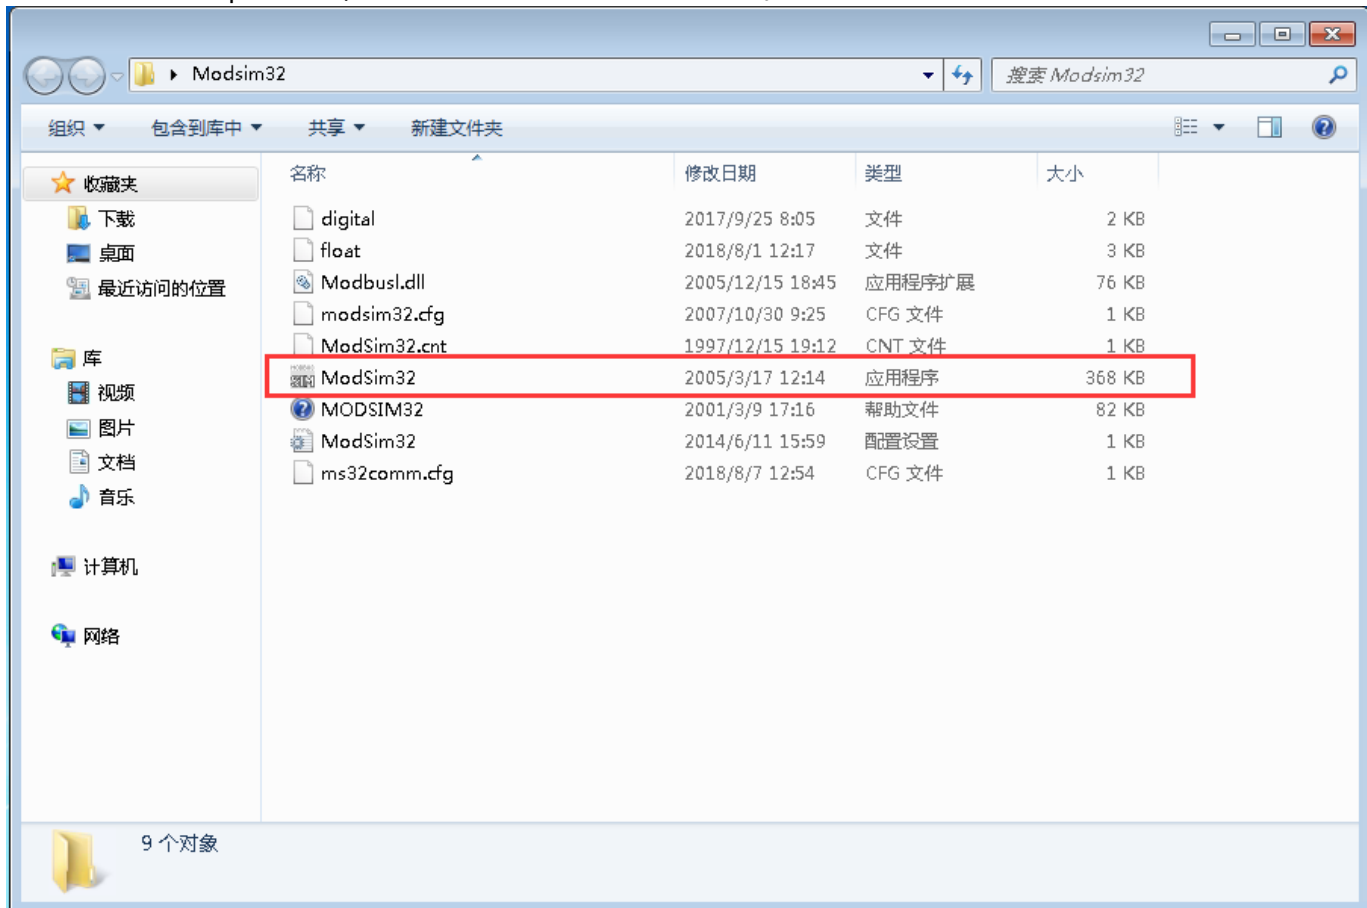 Modsim32
搜索 Modsim32
组织 包含到库中 共享 新建文件夹
名称 修改日期 类型 大小
收藏夹
下载
桌面
最近访问的位置
库
视频
图片
文档
音乐
计算机
网络
digital 2017/9/25 8:05 文件 2 KB
float 2018/8/1 12:17 文件 3 KB
Modbusl.dll 2005/12/15 18:45 应用程序扩展 76 KB
modsim32.cfg 2007/10/30 9:25 CFG 文件 1 KB
ModSim32.cnt 1997/12/15 19:12 CNT 文件 1 KB
ModSim32 2005/3/17 12:14 应用程序 368 KB
MODSIM32 2001/3/9 17:16 帮助文件 82 KB
ModSim32 2014/6/11 15:59 配置设置 1 KB
ms32comm.cfg 2018/8/7 12:54 CFG 文件 1 KB
9 个对象